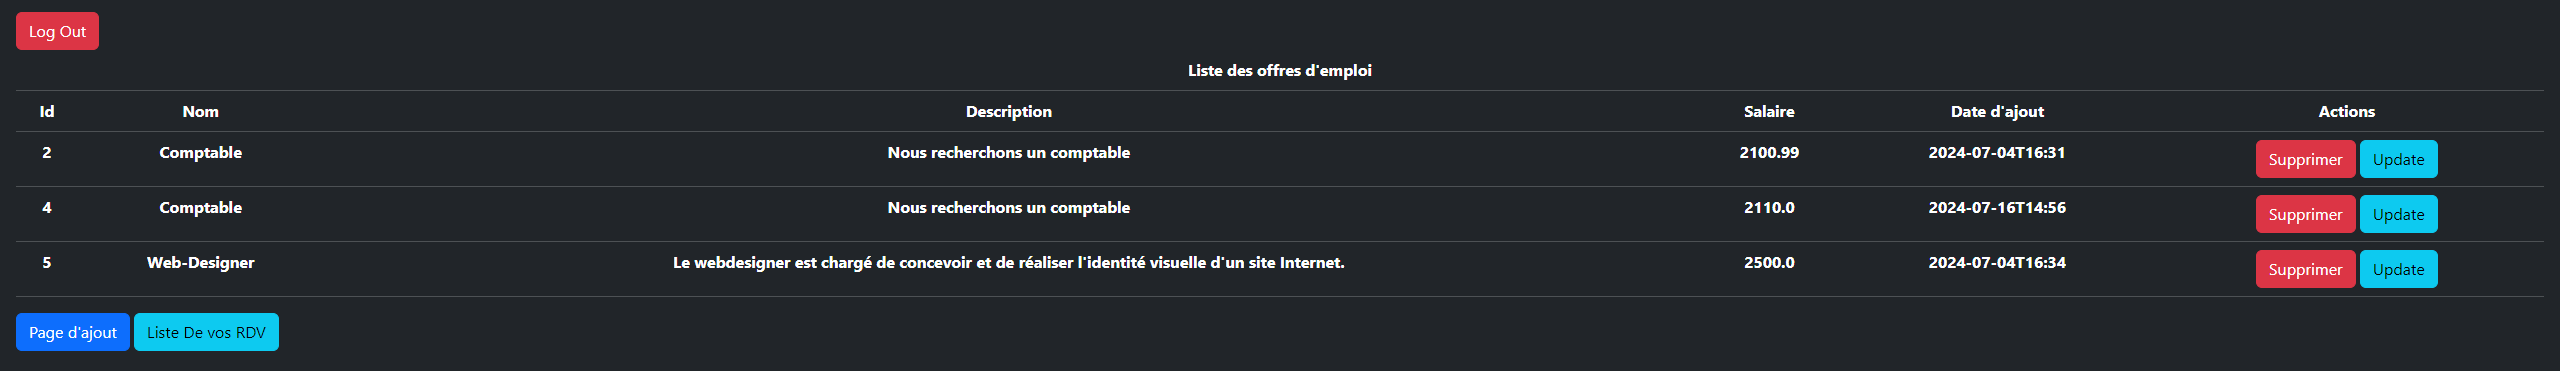 Log Out
Liste des offres d'emploi
Id Nom Description Salaire Date d'ajout Actions
2 Comptable Nous recherchons un comptable 2100.99 2024-07-04T16:31 Supprimer Update
4 Comptable Nous recherchons un comptable 2110.0 2024-07-16T14:56 Supprimer Update
5 Web-Designer Le webdesigner est chargé de concevoir et de réaliser l'identité visuelle d'un site Internet. 2500.0 2024-07-04T16:34 Supprimer Update
Page d'ajout Liste De vos RDV